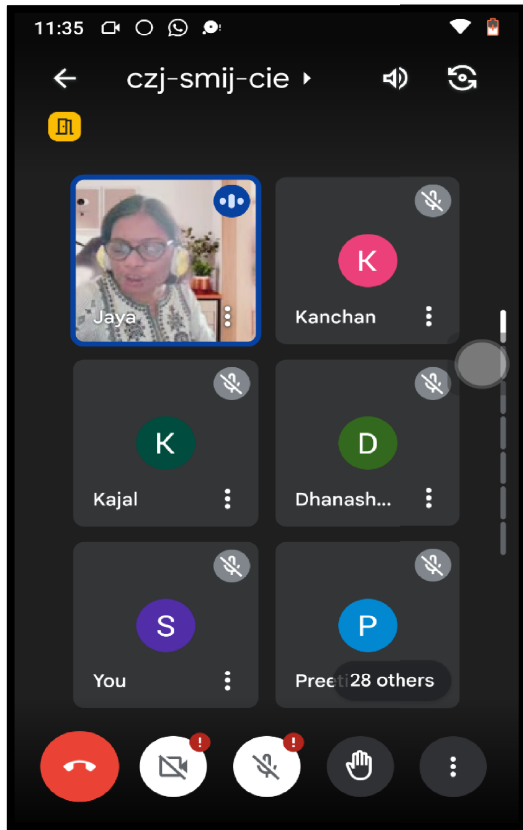 11:35
czj-smij-cie
Jaya
K
Kanchan
K
Kajal
D
Dhanash...
S
You
P
Preeti
28 others